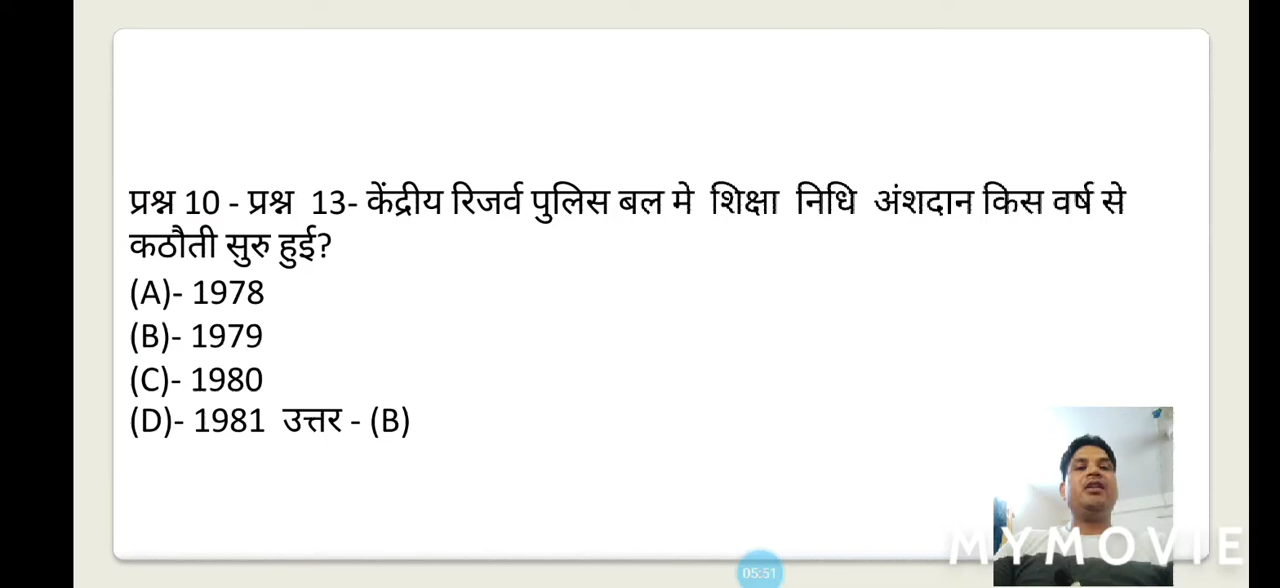 प्रश्न 10 - प्रश्न 13- केंद्रीय रिजर्व पुलिस बल मे शिक्षा निधि अंशदान किस वर्ष से
कठौती सुरु हुई?
(A)- 1978
(B)- 1979
(C)- 1980
(D)- 1981 उत्तर - (B)
MYMOVIE
05:51